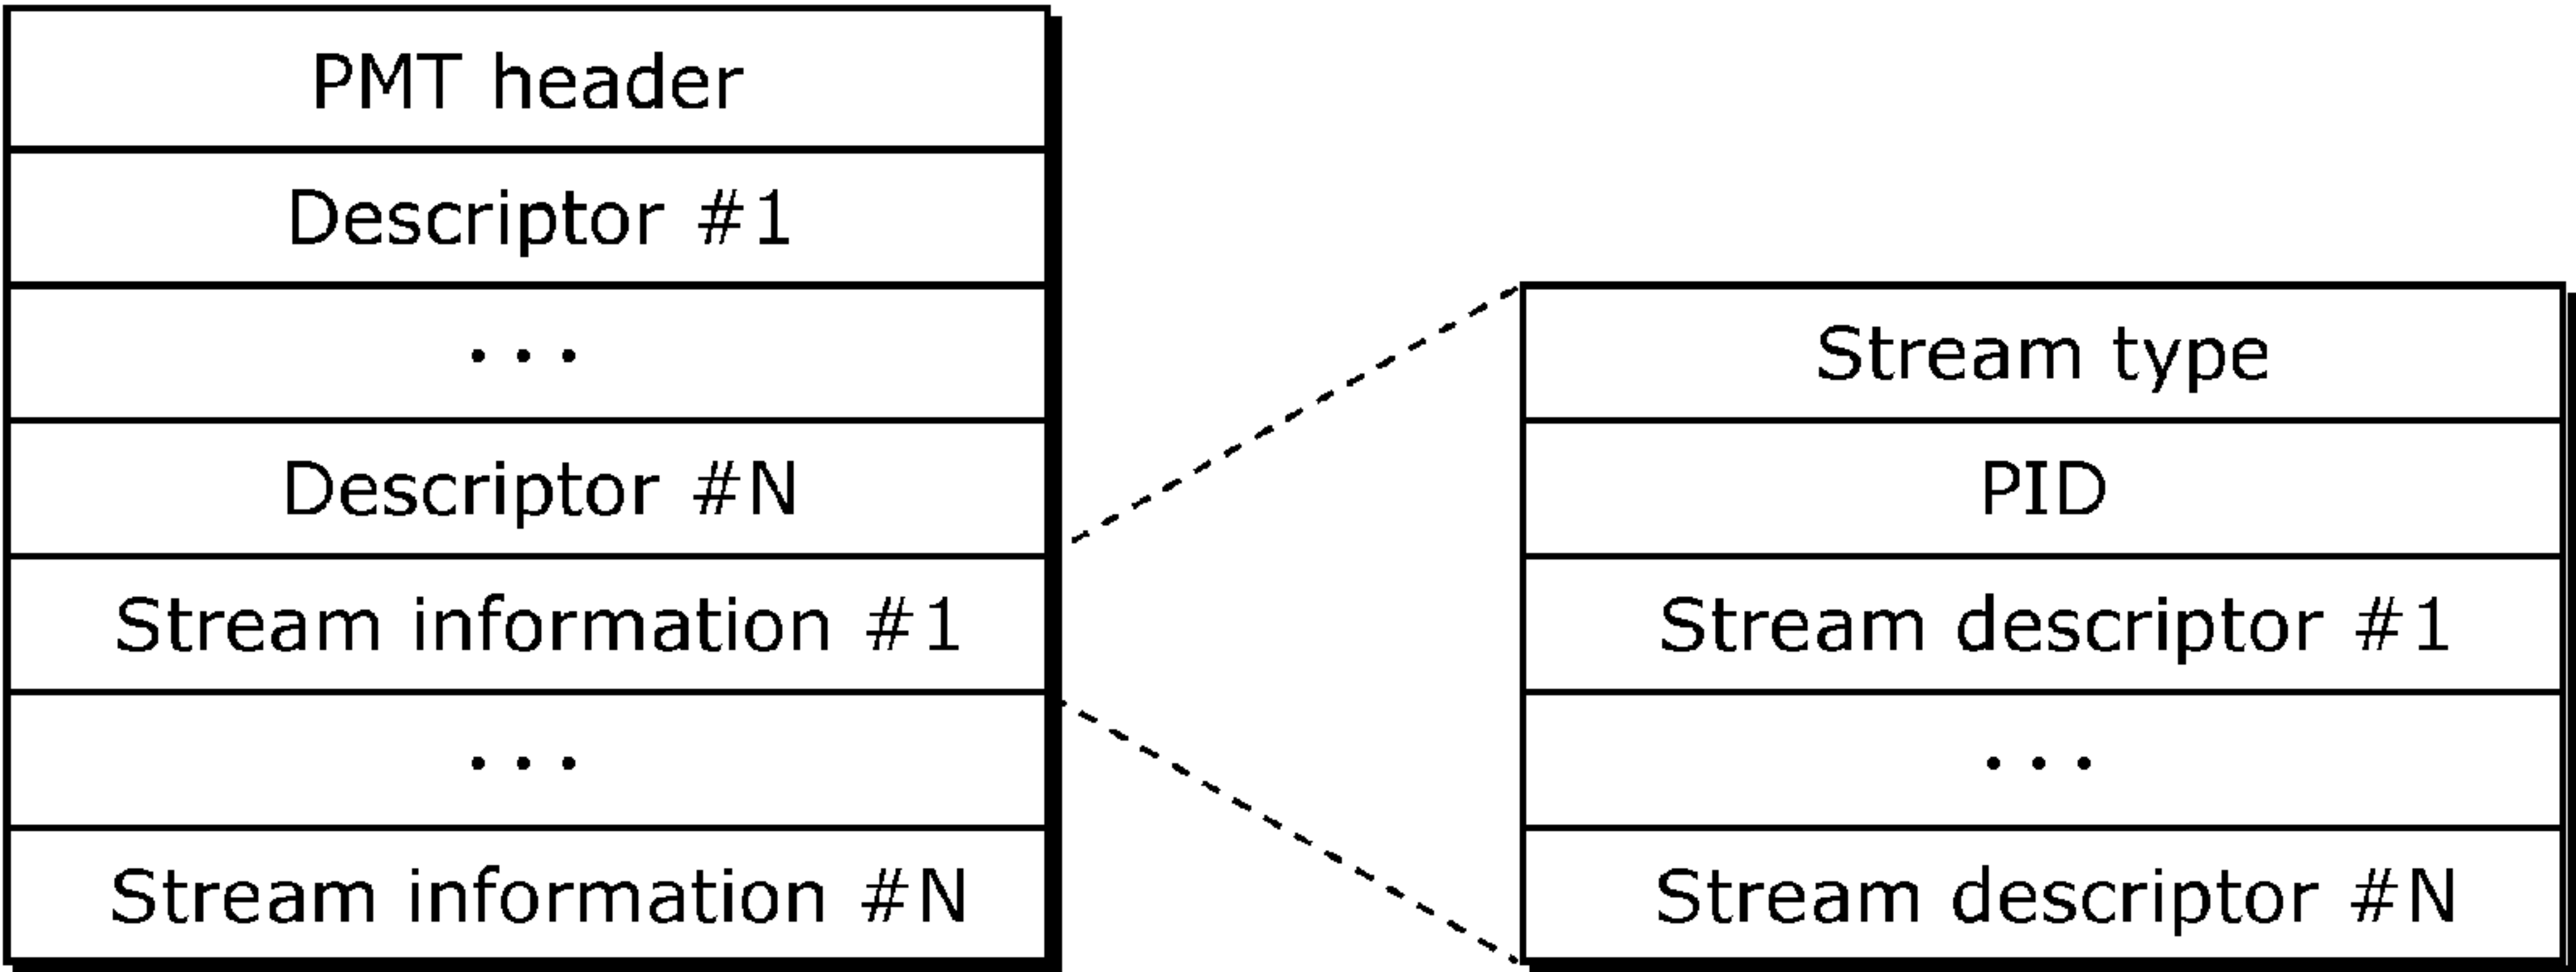 PMT header
Descriptor #1
...
Descriptor #N
Stream information #1
...
Stream information #N
Stream type
PID
Stream descriptor #1
...
Stream descriptor #N